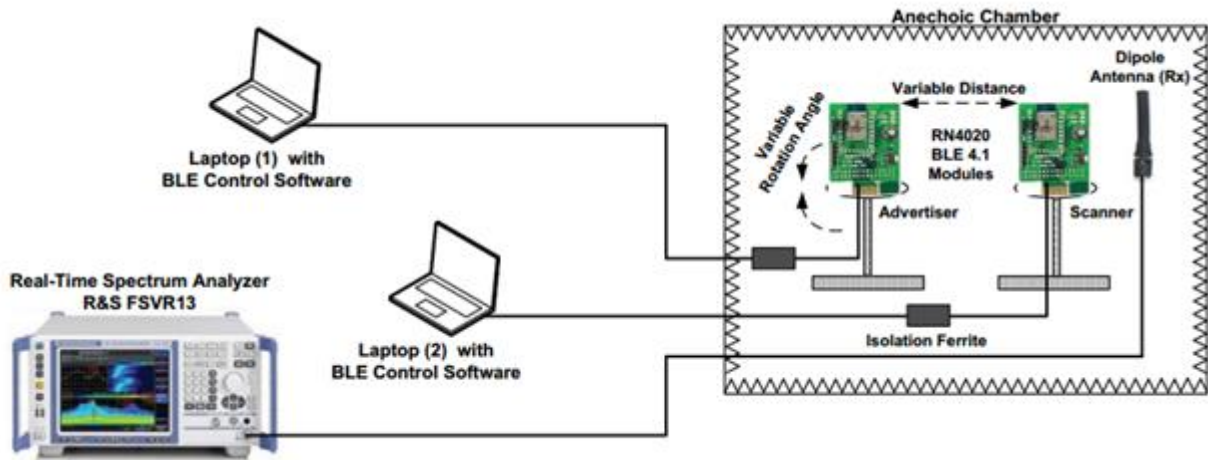 Anechoic Chamber
Dipole
Antenna (Rx)
Variable Distance
Variable
Rotation Angle
RN4020
BLE 4.1
Modules
Laptop (1) with
BLE Control Software
Advertiser
Scanner
Real-Time Spectrum Analyzer
R&S FSVR13
Isolation Ferrite
Laptop (2) with
BLE Control Software